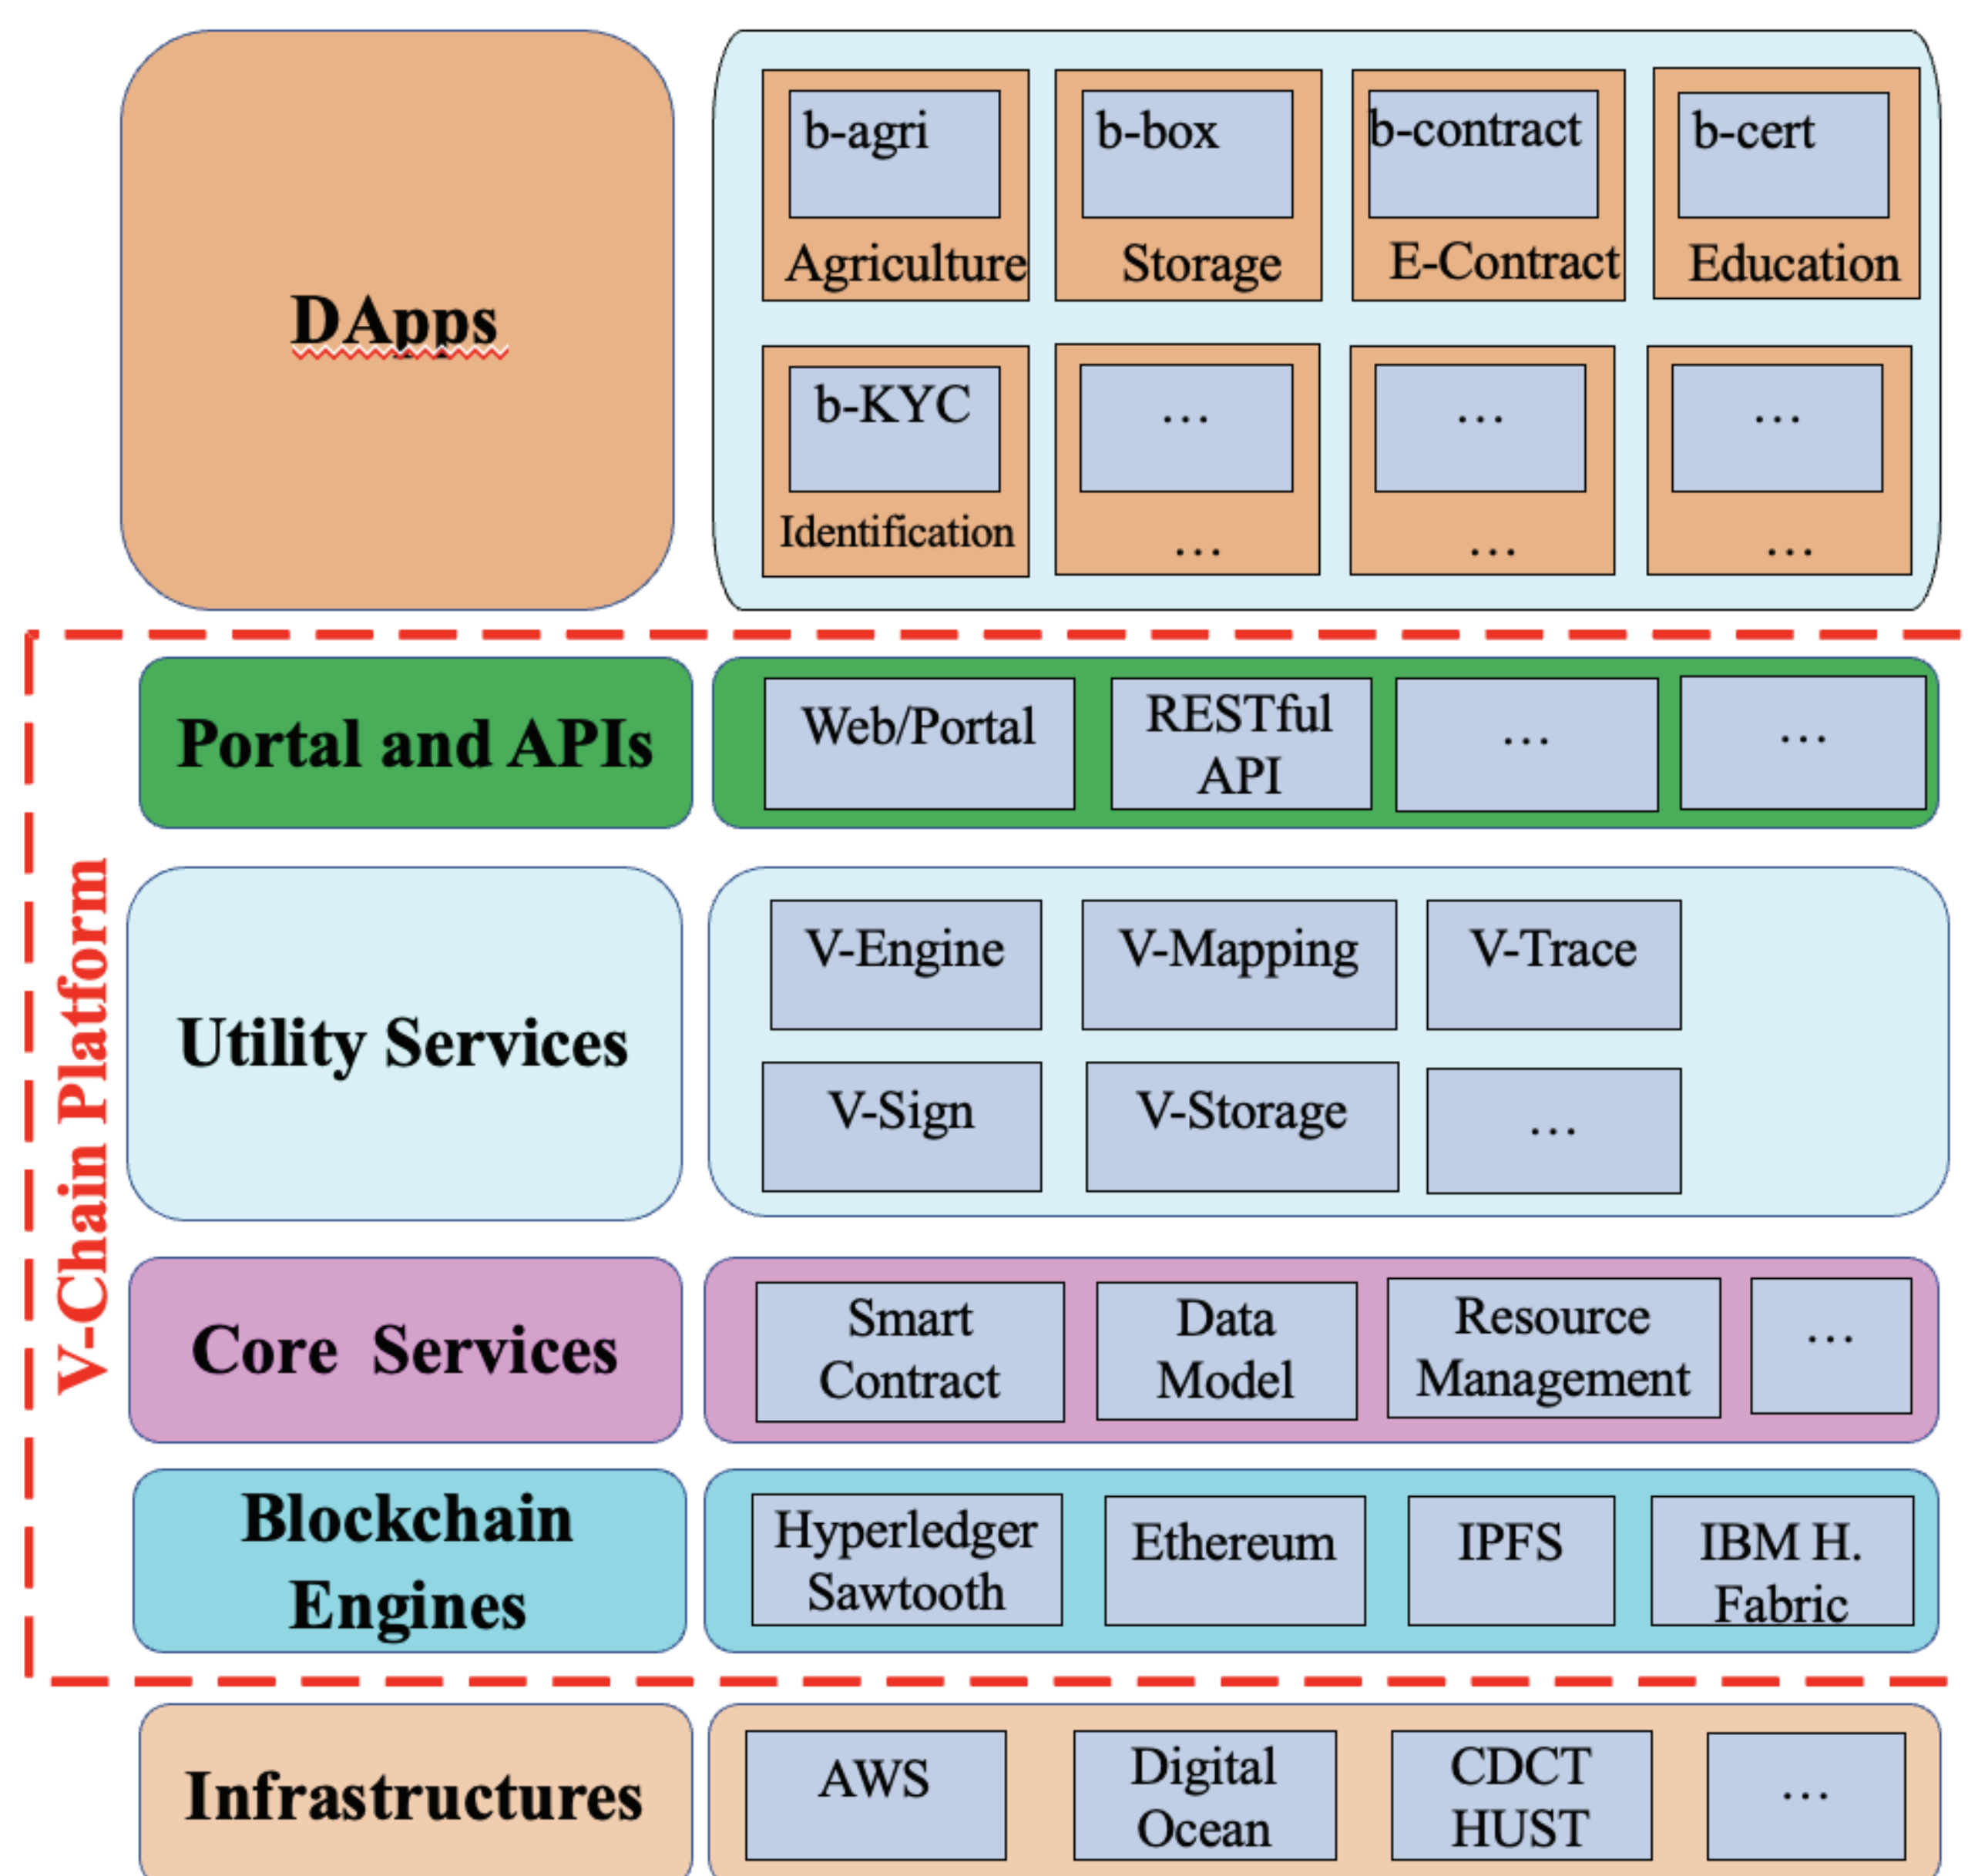 DApps
b-agri
Agriculture
b-box
Storage
b-contract
E-Contract
b-cert
Education
b-KYC
Identification
…
…
…
…
…
…
V-Chain Platform
Portal and APIs
Web/Portal
RESTful
API
…
…
Utility Services
V-Engine
V-Mapping
V-Trace
V-Sign
V-Storage
…
Core Services
Smart
Contract
Data
Model
Resource
Management
…
Blockchain
Engines
Hyperledger
Sawtooth
Ethereum
IPFS
IBM H.
Fabric
Infrastructures
AWS
Digital
Ocean
CDCT
HUST
…